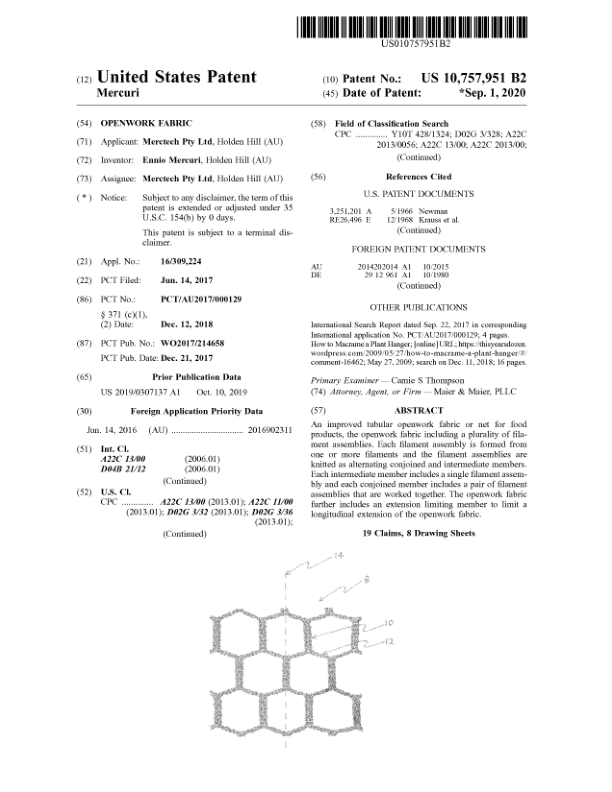 US010757951B2
(12) United States Patent
Mercuri
(10) Patent No.: US 10,757,951 B2
(45) Date of Patent: *Sep. 1, 2020
(54) OPENWORK FABRIC
(71) Applicant: Merctech Pty Ltd, Holden Hill (AU)
(72) Inventor: Ennio Mercuri, Holden Hill (AU)
(73) Assignee: Merctech Pty Ltd, Holden Hill (AU)
( * ) Notice: Subject to any disclaimer, the term of this
patent is extended or adjusted under 35
U.S.C. 154(b) by 0 days.
This patent is subject to a terminal dis-
claimer.
(21) Appl. No.: 16/309,224
(22) PCT Filed: Jun. 14, 2017
(86) PCT No.: PCT/AU2017/000129
§ 371 (c)(1),
(2) Date: Dec. 12, 2018
(87) PCT Pub. No.: WO2017/214658
PCT Pub. Date: Dec. 21, 2017
(65) Prior Publication Data
US 2019/0307137 A1 Oct. 10, 2019
(30) Foreign Application Priority Data
Jun. 14, 2016 (AU) ................................ 2016902311
(51) Int. Cl.
A22C 13/00 (2006.01)
D04B 21/12 (2006.01)
(Continued)
(52) U.S. Cl.
CPC .............. A22C 13/00 (2013.01); A22C 11/00
(2013.01); D02G 3/32 (2013.01); D02G 3/36
(2013.01);
(Continued)
(58) Field of Classification Search
CPC .............. Y10T 428/1324; D02G 3/328; A22C
2013/0056; A22C 13/00; A22C 2013/00;
(Continued)
(56) References Cited
U.S. PATENT DOCUMENTS
3,251,201 A 5/1966 Newman
RE26,496 E 12/1968 Krauss et al.
(Continued)
FOREIGN PATENT DOCUMENTS
AU 2014202014 A1 10/2015
DE 29 12 961 A1 10/1980
(Continued)
OTHER PUBLICATIONS
International Search Report dated Sep. 22, 2017 in corresponding
International application No. PCT/AU2017/000129; 4 pages.
How to Macrame a Plant Hanger; [online] URL; https://thisyearsdozen.
wordpress.com/2009/05/27/how-to-macrame-a-plant-hanger/#/
comment-16462; May 27, 2009; search on Dec. 11, 2018; 16 pages.
Primary Examiner — Camie S Thompson
(74) Attorney, Agent, or Firm — Maier & Maier, PLLC
(57) ABSTRACT
An improved tubular openwork fabric or net for food
products, the openwork fabric including a plurality of fila-
ment assemblies. Each filament assembly is formed from
one or more filaments and the filament assemblies are
knitted as alternating conjoined and intermediate members.
Each intermediate member includes a single filament assem-
bly and each conjoined member includes a pair of filament
assemblies that are worked together. The openwork fabric
further includes an extension limiting member to limit a
longitudinal extension of the openwork fabric.
19 Claims, 8 Drawing Sheets
14
8
10
12